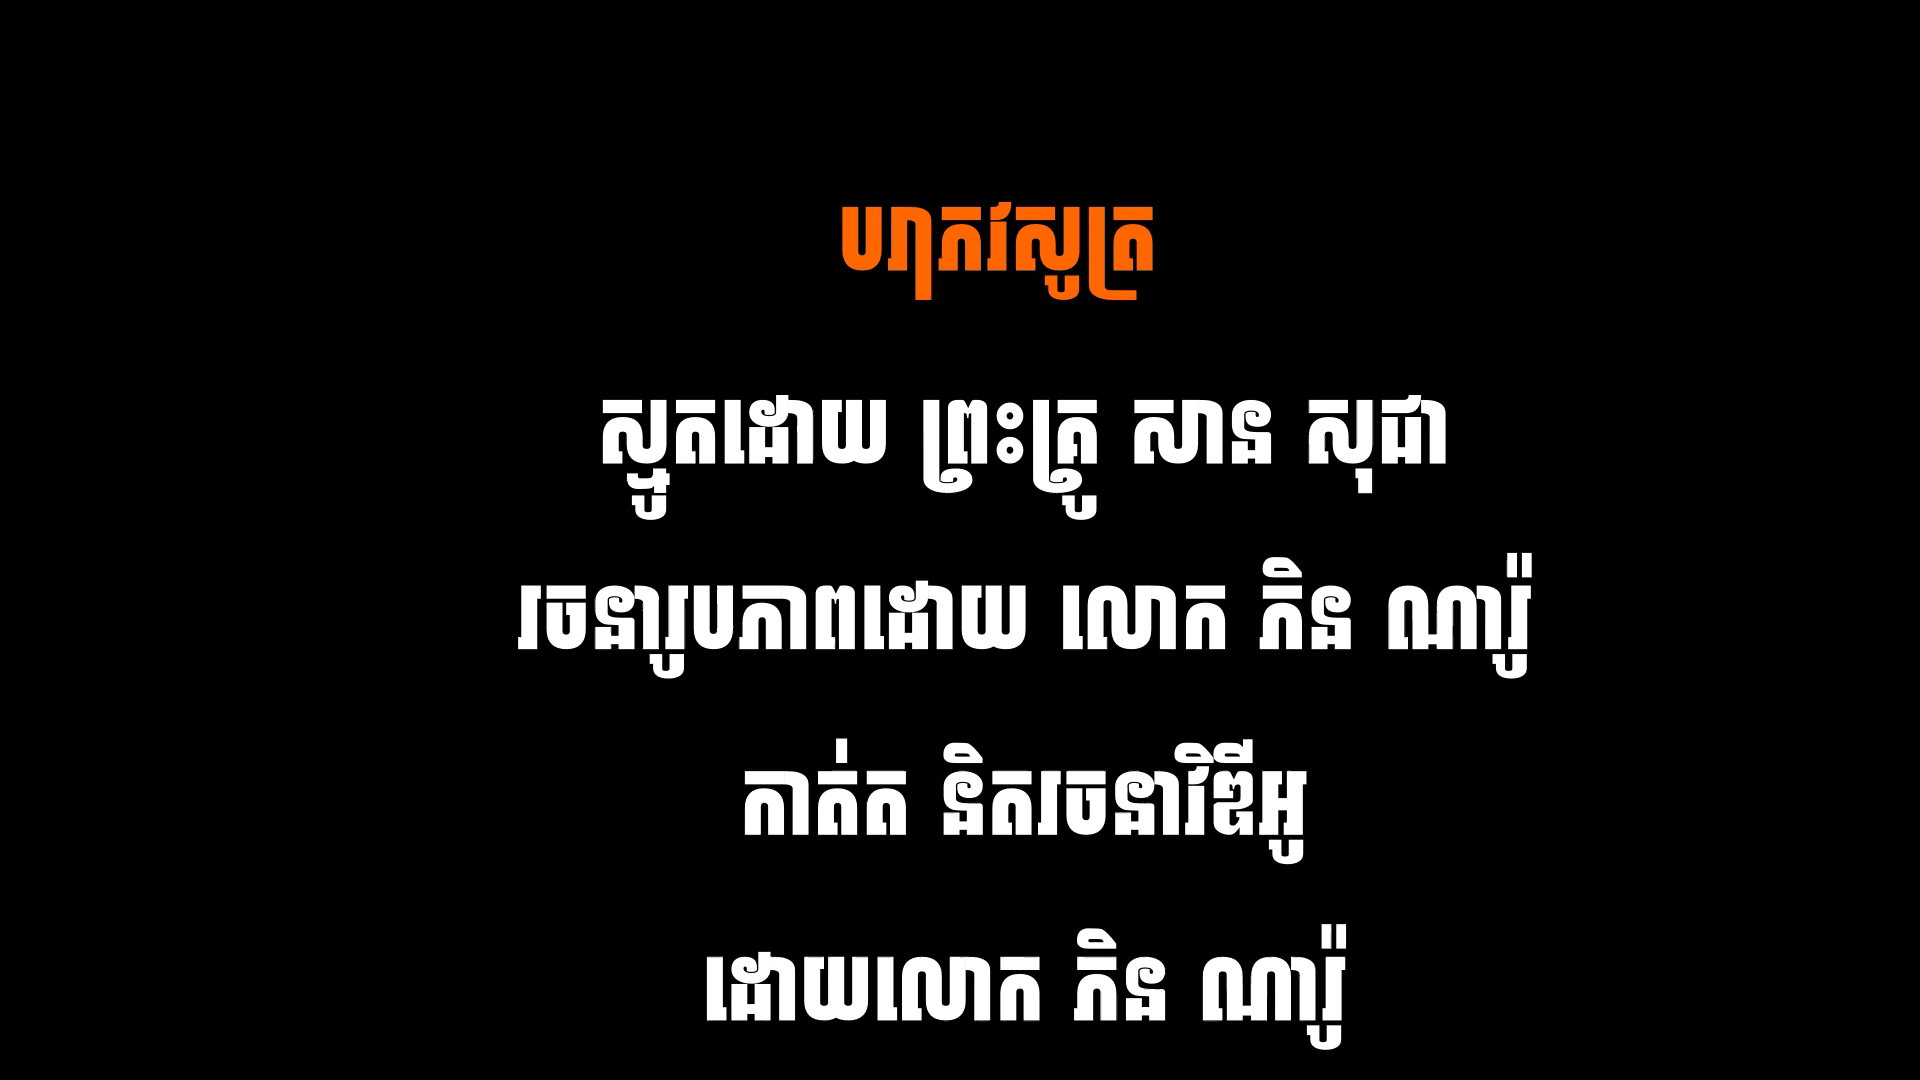 បរាភវសូត្រ
ស្មូតដោយ ព្រះគ្រូ សាន សុជា
រចនារូបភាពដោយ លោក ភិន ណារ៉ូ
កាត់ត និតរចនាវិឌីអូ
ដោយលោក ភិន ណារ៉ូ